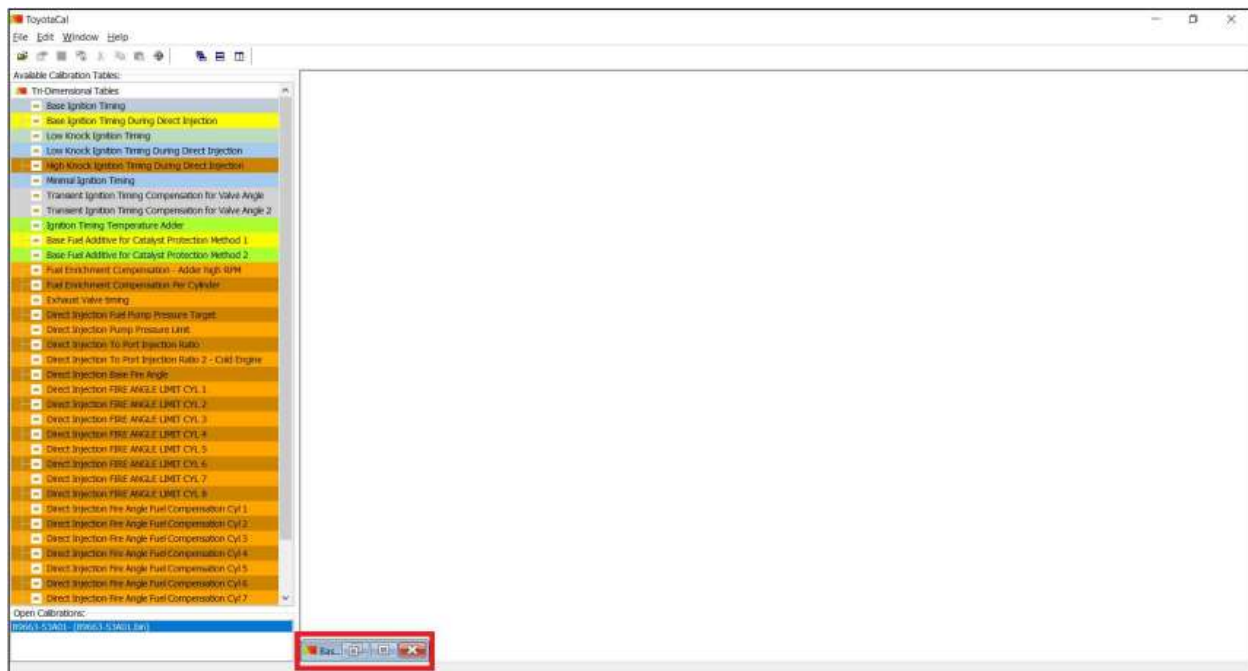 ToyotaCal
File Edit Window Help
Available Calibration Tables:
Tri-Dimensional Tables
Base Ignition Timing
Base Ignition Timing During Direct Injection
Low Knock Ignition Timing
Low Knock Ignition Timing During Direct Injection
High Knock Ignition Timing During Direct Injection
Minimal Ignition Timing
Transient Ignition Timing Compensation for Valve Angle
Transient Ignition Timing Compensation for Valve Angle 2
Ignition Timing Temperature Adder
Base Fuel Additive for Catalyst Protection Method 1
Base Fuel Additive for Catalyst Protection Method 2
Fuel Enrichment Compensation - Adder high RPM
Fuel Enrichment Compensation Per Cylinder
Exhaust Valve timing
Direct Injection Fuel Pump Pressure Target
Direct Injection Pump Pressure Limit
Direct Injection To Port Injection Ratio
Direct Injection To Port Injection Ratio 2 - Cold Engine
Direct Injection Base Fire Angle
Direct Injection FIRE ANGLE LIMIT CYL 1
Direct Injection FIRE ANGLE LIMIT CYL 2
Direct Injection FIRE ANGLE LIMIT CYL 3
Direct Injection FIRE ANGLE LIMIT CYL 4
Direct Injection FIRE ANGLE LIMIT CYL 5
Direct Injection FIRE ANGLE LIMIT CYL 6
Direct Injection FIRE ANGLE LIMIT CYL 7
Direct Injection FIRE ANGLE LIMIT CYL 8
Direct Injection Fire Angle Fuel Compensation Cyl 1
Direct Injection Fire Angle Fuel Compensation Cyl 2
Direct Injection Fire Angle Fuel Compensation Cyl 3
Direct Injection Fire Angle Fuel Compensation Cyl 4
Direct Injection Fire Angle Fuel Compensation Cyl 5
Direct Injection Fire Angle Fuel Compensation Cyl 6
Direct Injection Fire Angle Fuel Compensation Cyl 7
Open Calibrations:
89663-53A01- (89663-53A01.bin)
Bas...